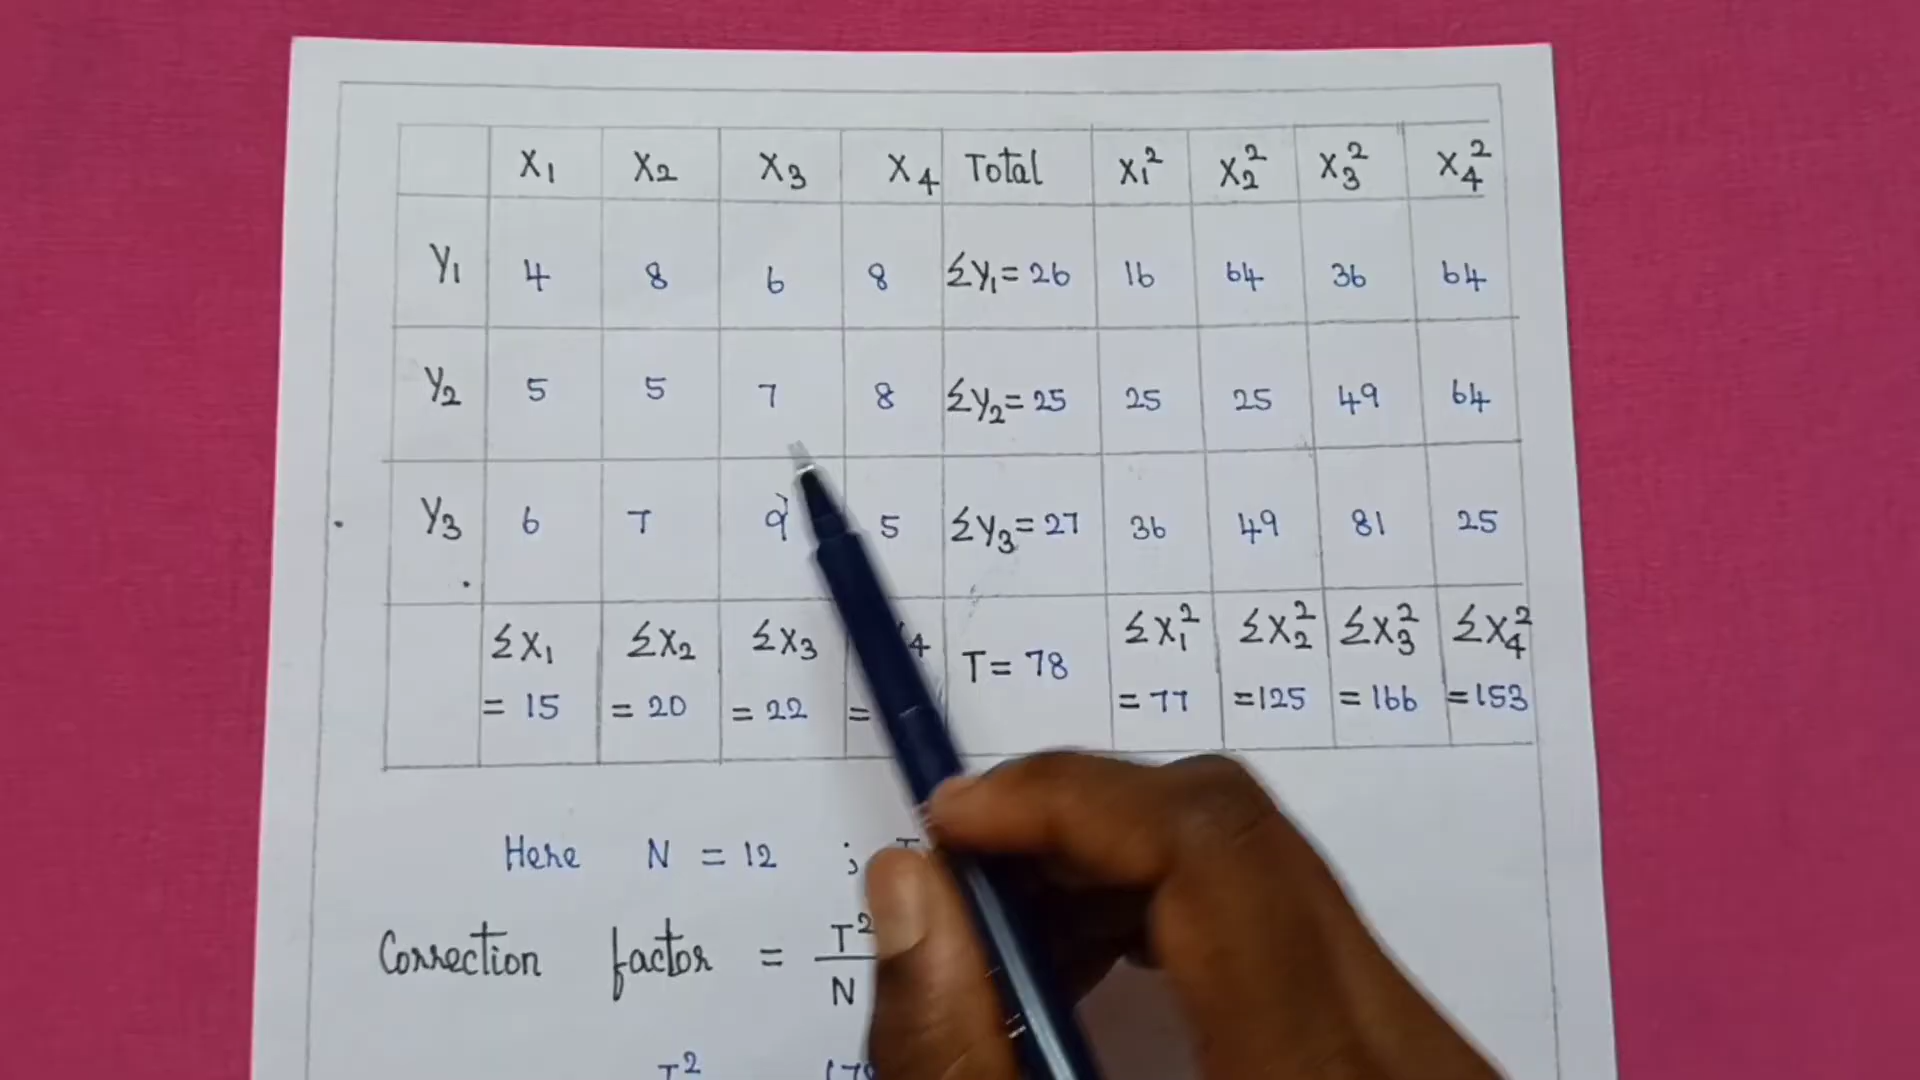 X₁ X₂ X₃ X₄ Total X₁² X₂² X₃² X₄²
Y₁ 4 8 6 8 ΣY₁ = 26 16 64 36 64
Y₂ 5 5 7 8 ΣY₂ = 25 25 25 49 64
Y₃ 6 7 9 5 ΣY₃ = 27 36 49 81 25
ΣX₁ ΣX₂ ΣX₃ ₄ T = 78 ΣX₁² ΣX₂² ΣX₃² ΣX₄²
= 15 = 20 = 22 = = 77 =125 = 166 =153
Here N = 12 ;
Correction factor = T²/N
T²